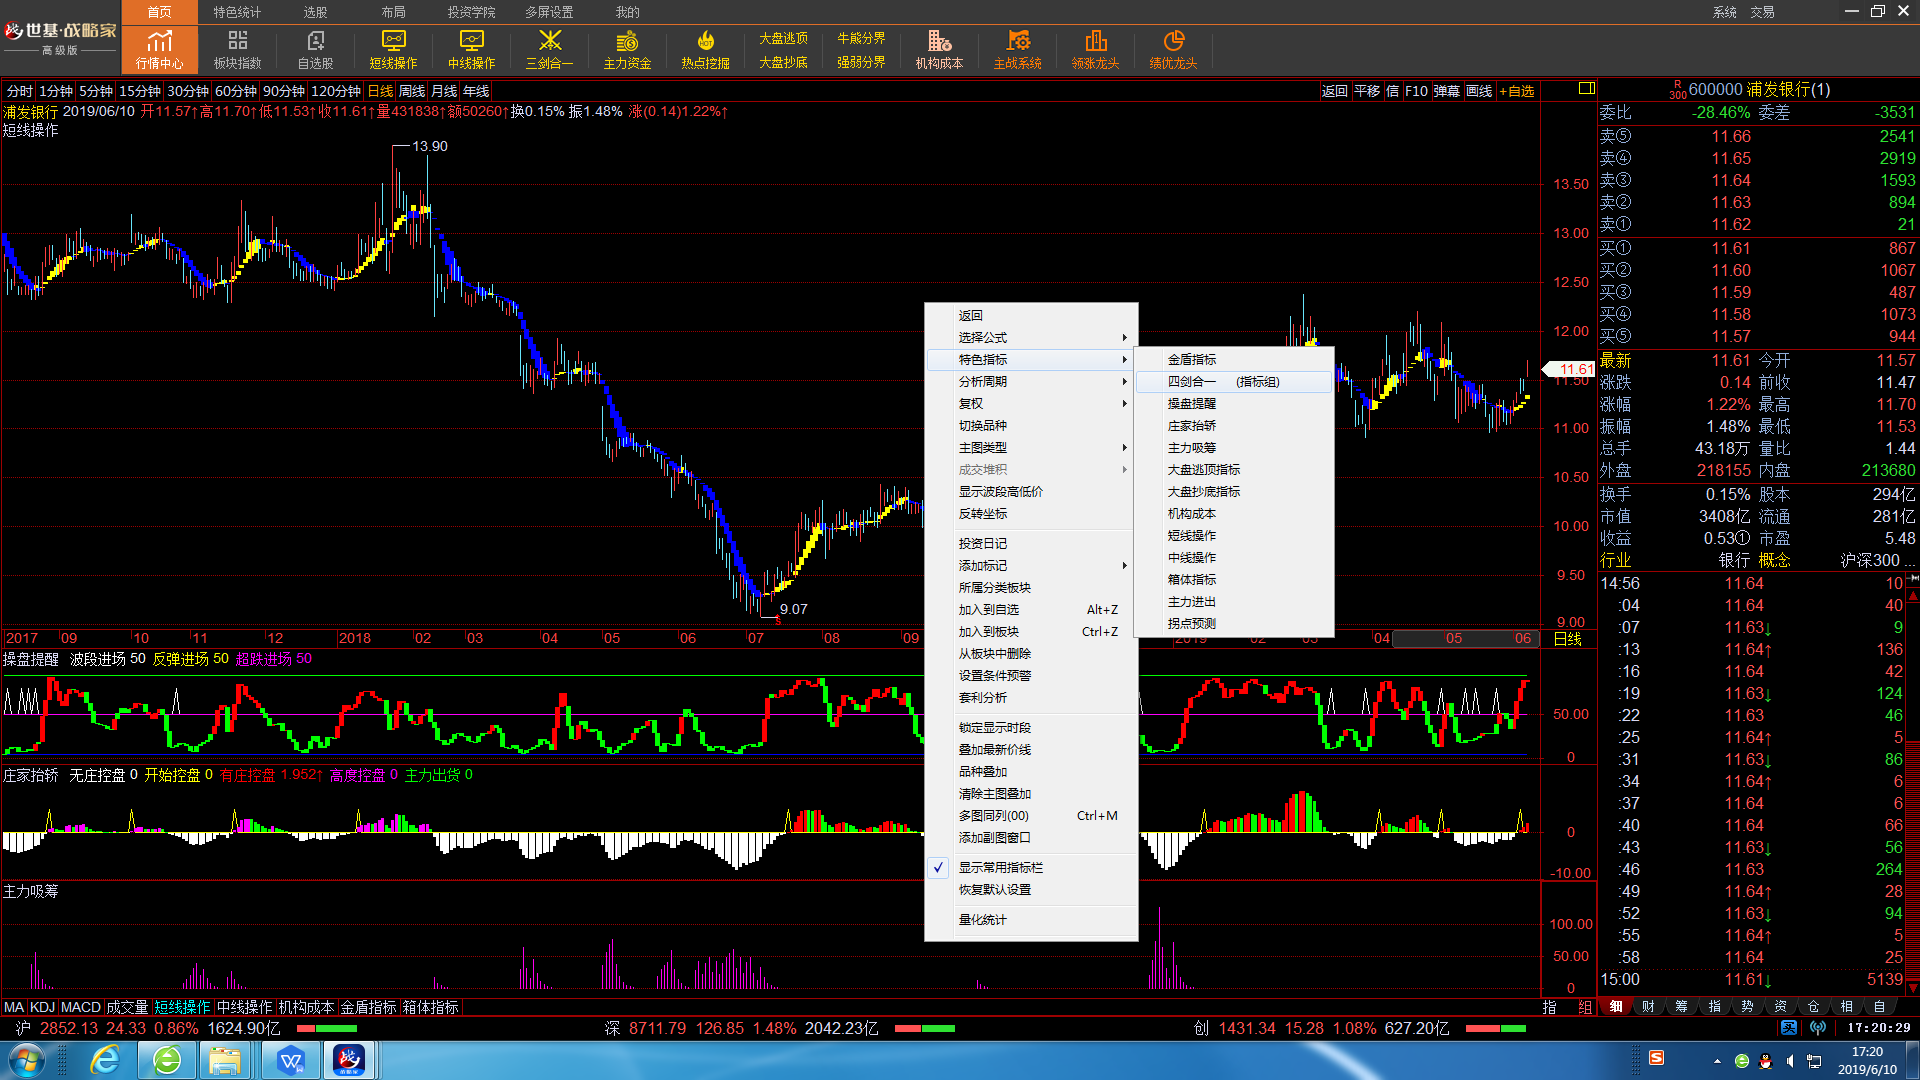 世基·战略家
高级版
首页 特色统计 选股 布局 投资学院 多屏设置 我的 系统 交易
行情中心 板块指数 自选股 短线操作 中线操作 三剑合一 主力资金 热点挖掘 大盘逃顶 牛熊分界 机构成本 主战系统 领涨龙头 绩优龙头
大盘抄底 强弱分界
分时 1分钟 5分钟 15分钟 30分钟 60分钟 90分钟 120分钟 日线 周线 月线 年线 返回 平移 信 F10 弹幕 画线 +自选
浦发银行 2019/06/10 开11.57↑高11.70↑低11.53↑收11.61↑量431838↑额50260↑换0.15% 振1.48% 涨(0.14)1.22%↑
短线操作
13.90
9.07
13.50
13.00
12.50
12.00
11.61
11.50
11.00
10.50
10.00
9.50
9.00
2017 09 10 11 12 2018 02 03 04 05 06 07 08 09 2019 02 03 04 05 06 日线
操盘提醒 波段进场 50 反弹进场 50 超跌进场 50
50.00
0
庄家抬轿 无庄控盘 0 开始控盘 0 有庄控盘 1.952↑ 高度控盘 0 主力出货 0
0
-10.00
主力吸筹
100.00
50.00
0
返回
选择公式
特色指标
分析周期
复权
切换品种
主图类型
成交堆积
显示波段高低价
反转坐标
投资日记
添加标记
所属分类板块
加入到自选 Alt+Z
加入到板块 Ctrl+Z
从板块中删除
设置条件预警
套利分析
锁定显示时段
叠加最新价线
品种叠加
清除主图叠加
多图同列(00) Ctrl+M
添加副图窗口
显示常用指标栏
恢复默认设置
量化统计
金盾指标
四剑合一 (指标组)
操盘提醒
庄家抬轿
主力吸筹
大盘逃顶指标
大盘抄底指标
机构成本
短线操作
中线操作
箱体指标
主力进出
拐点预测
R 300 600000 浦发银行(1)
委比 -28.46% 委差 -3531
卖⑤ 11.66 2541
卖④ 11.65 2919
卖③ 11.64 1593
卖② 11.63 894
卖① 11.62 21
买① 11.61 867
买② 11.60 1067
买③ 11.59 487
买④ 11.58 1073
买⑤ 11.57 944
最新 11.61 今开 11.57
涨跌 0.14 前收 11.47
涨幅 1.22% 最高 11.70
振幅 1.48% 最低 11.53
总手 43.18万 量比 1.44
外盘 218155 内盘 213680
换手 0.15% 股本 294亿
市值 3408亿 流通 281亿
收益 0.53① 市盈 5.48
行业 银行 概念 沪深300 ...
14:56 11.64 10
:04 11.64 40
:07 11.63↓ 9
:13 11.64↑ 136
:16 11.64 42
:19 11.63↓ 124
:22 11.63 46
:25 11.64↑ 5
:31 11.63↓ 86
:34 11.64↑ 6
:37 11.64 6
:40 11.64 66
:43 11.63↓ 56
:46 11.63 264
:49 11.64↑ 28
:52 11.63↓ 94
:55 11.64↑ 5
:58 11.64 25
15:00 11.61↓ 5139
MA KDJ MACD 成交量 短线操作 中线操作 机构成本 金盾指标 箱体指标 指 组 细 财 筹 指 势 资 仓 相 自
沪 2852.13 24.33 0.86% 1624.90亿 深 8711.79 126.85 1.48% 2042.23亿 创 1431.34 15.28 1.08% 627.20亿 17:20:29
17:20
2019/6/10